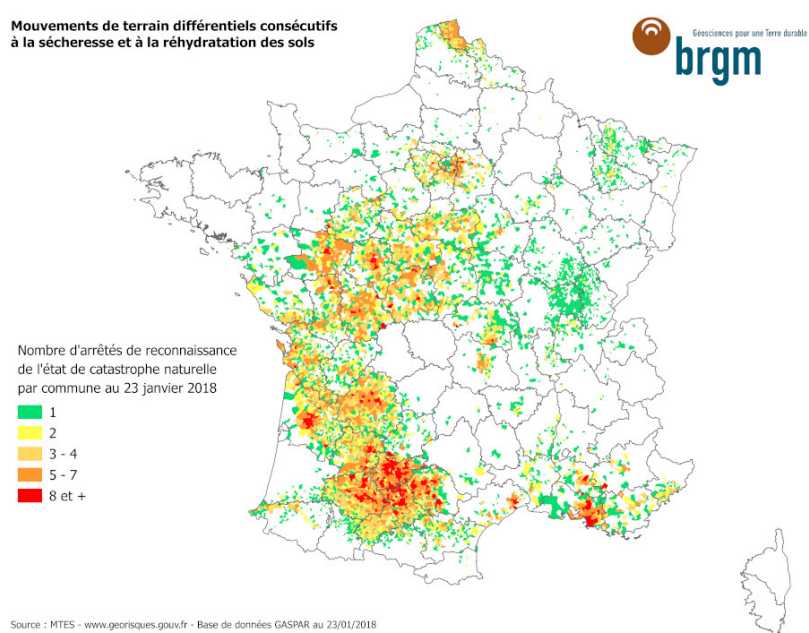 Mouvements de terrain différentiels consécutifs
à la sécheresse et à la réhydratation des sols
Géosciences pour une Terre durable
brgm
Nombre d'arrêtés de reconnaissance
de l'état de catastrophe naturelle
par commune au 23 janvier 2018
1
2
3 - 4
5 - 7
8 et +
Source : MTES - www.georisques.gouv.fr - Base de données GASPAR au 23/01/2018